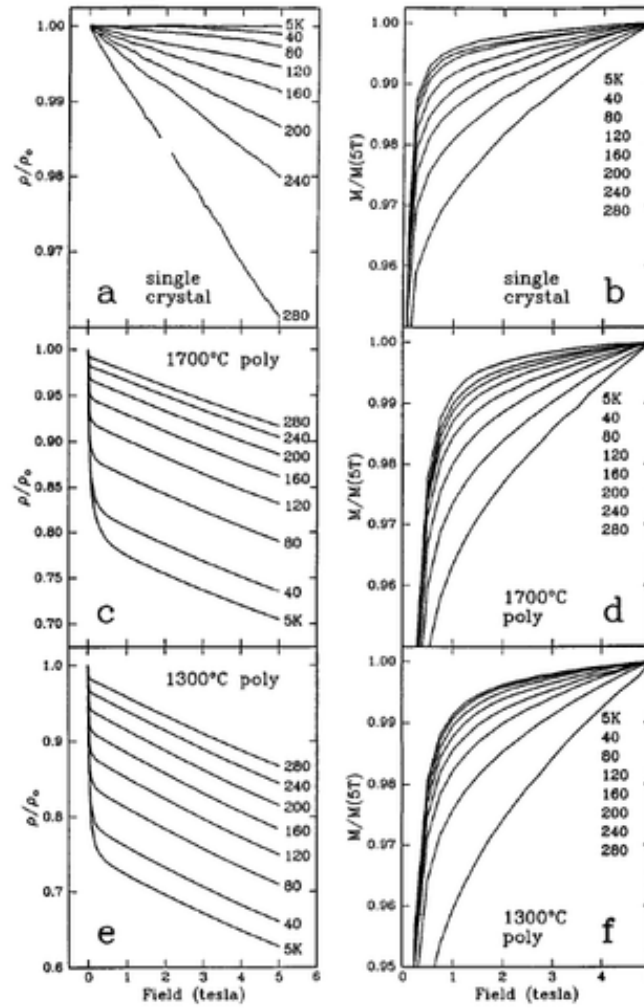 1.00
0.99
0.98
0.97
ρ/ρ₀
5K
40
80
120
160
200
240
280
a
single
crystal
1.00
0.99
0.98
0.97
0.96
M/M(5T)
5K
40
80
120
160
200
240
280
single
crystal
b
1.00
0.95
0.90
0.85
0.80
0.75
0.70
ρ/ρ₀
1700°C poly
280
240
200
160
120
80
40
5K
c
1.00
0.99
0.98
0.97
0.96
M/M(5T)
5K
40
80
120
160
200
240
280
1700°C
poly
d
1.0
0.9
0.8
0.7
0.6
ρ/ρ₀
1300°C poly
280
240
200
160
120
80
40
5K
e
0 1 2 3 4 5 6
Field (tesla)
1.00
0.99
0.98
0.97
0.96
0.95
M/M(5T)
5K
40
80
120
160
200
240
280
1300°C
poly
f
0 1 2 3 4
Field (tesla)